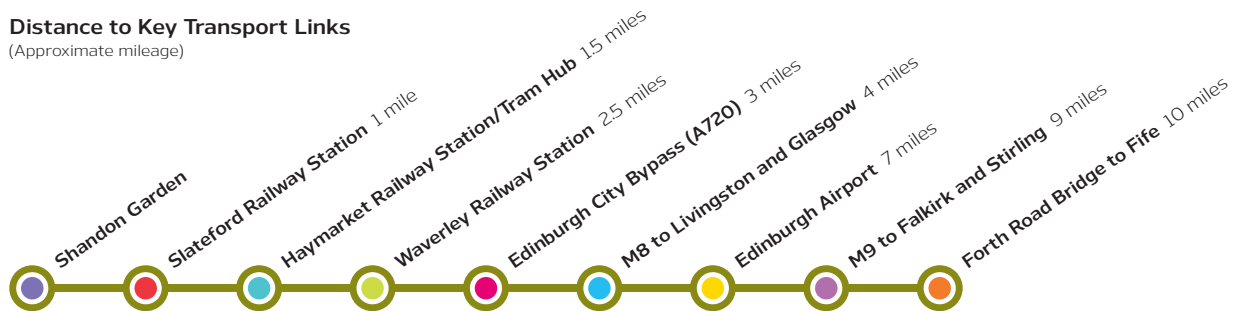 Distance to Key Transport Links
(Approximate mileage)
Shandon Garden
Slateford Railway Station 1 mile
Haymarket Railway Station/Tram Hub 1.5 miles
Waverley Railway Station 2.5 miles
Edinburgh City Bypass (A720) 3 miles
M8 to Livingston and Glasgow 4 miles
Edinburgh Airport 7 miles
M9 to Falkirk and Stirling 9 miles
Forth Road Bridge to Fife 10 miles